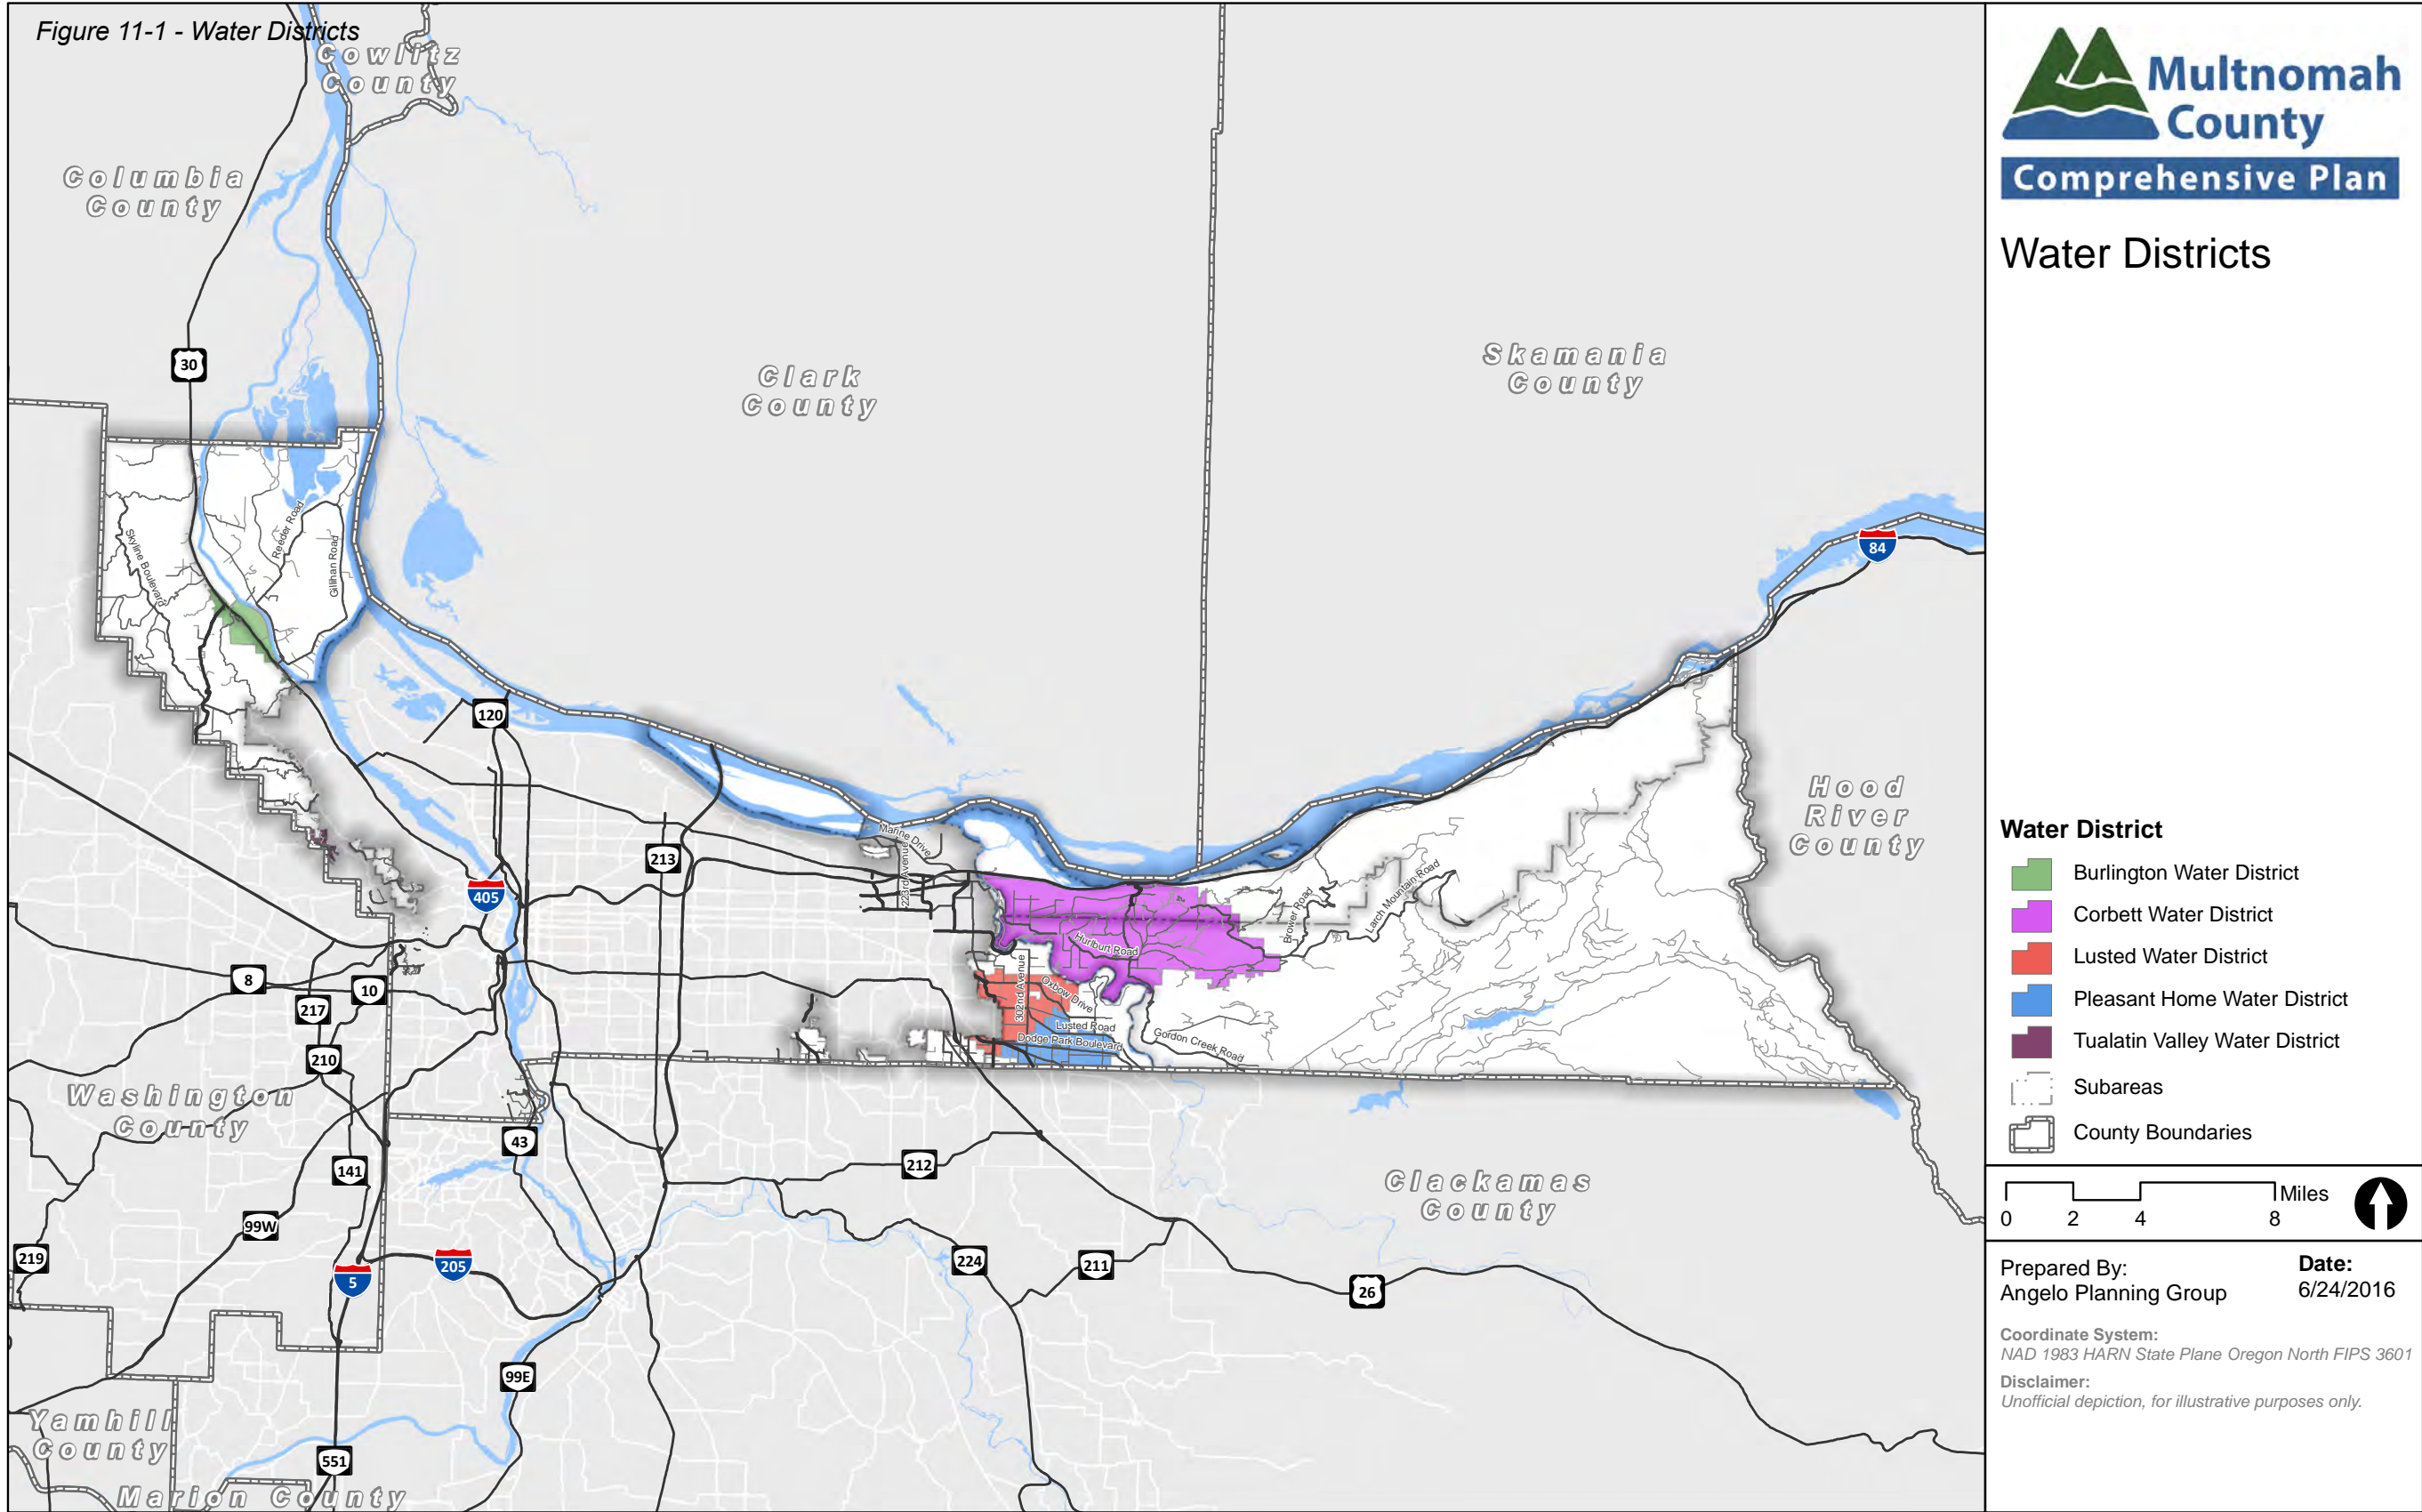 Figure 11-1 - Water Districts
Cowlitz
County
Columbia
County
30
Clark
County
Skamania
County
84
Skyline Boulevard
Reeder Road
Gillihan Road
120
213
405
Marine Drive
223rd Avenue
Hood
River
County
Hurlburt Road
Brower Road
Larch Mountain Road
302nd Avenue
Oxbow Drive
Lusted Road
Dodge Park Boulevard
Gordon Creek Road
8
10
217
210
Washington
County
43
141
212
99W
Clackamas
County
219
5
205
224
211
26
99E
Yamhill
County
551
Marion County
Multnomah
County
Comprehensive Plan
Water Districts
Water District
Burlington Water District
Corbett Water District
Lusted Water District
Pleasant Home Water District
Tualatin Valley Water District
Subareas
County Boundaries
Miles
0 2 4 8
Prepared By:
Angelo Planning Group
Date:
6/24/2016
Coordinate System:
NAD 1983 HARN State Plane Oregon North FIPS 3601
Disclaimer:
Unofficial depiction, for illustrative purposes only.